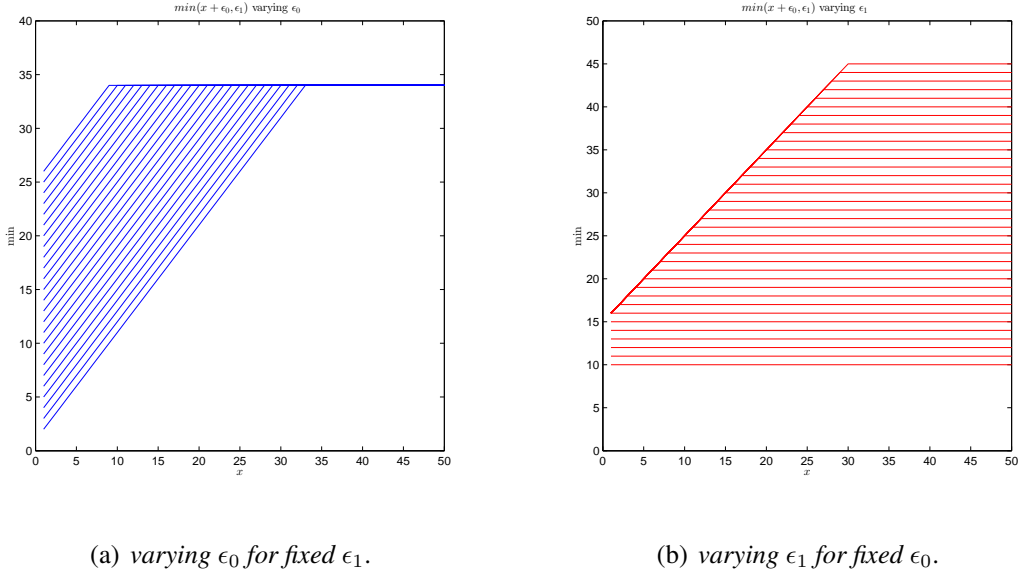 min(x + ϵ₀, ϵ₁) varying ϵ₀
40
35
30
25
20
15
10
5
0
min
0 5 10 15 20 25 30 35 40 45 50
x
min(x + ϵ₀, ϵ₁) varying ϵ₁
50
45
40
35
30
25
20
15
10
5
0
min
0 5 10 15 20 25 30 35 40 45 50
x
(a) varying ϵ₀ for fixed ϵ₁.
(b) varying ϵ₁ for fixed ϵ₀.